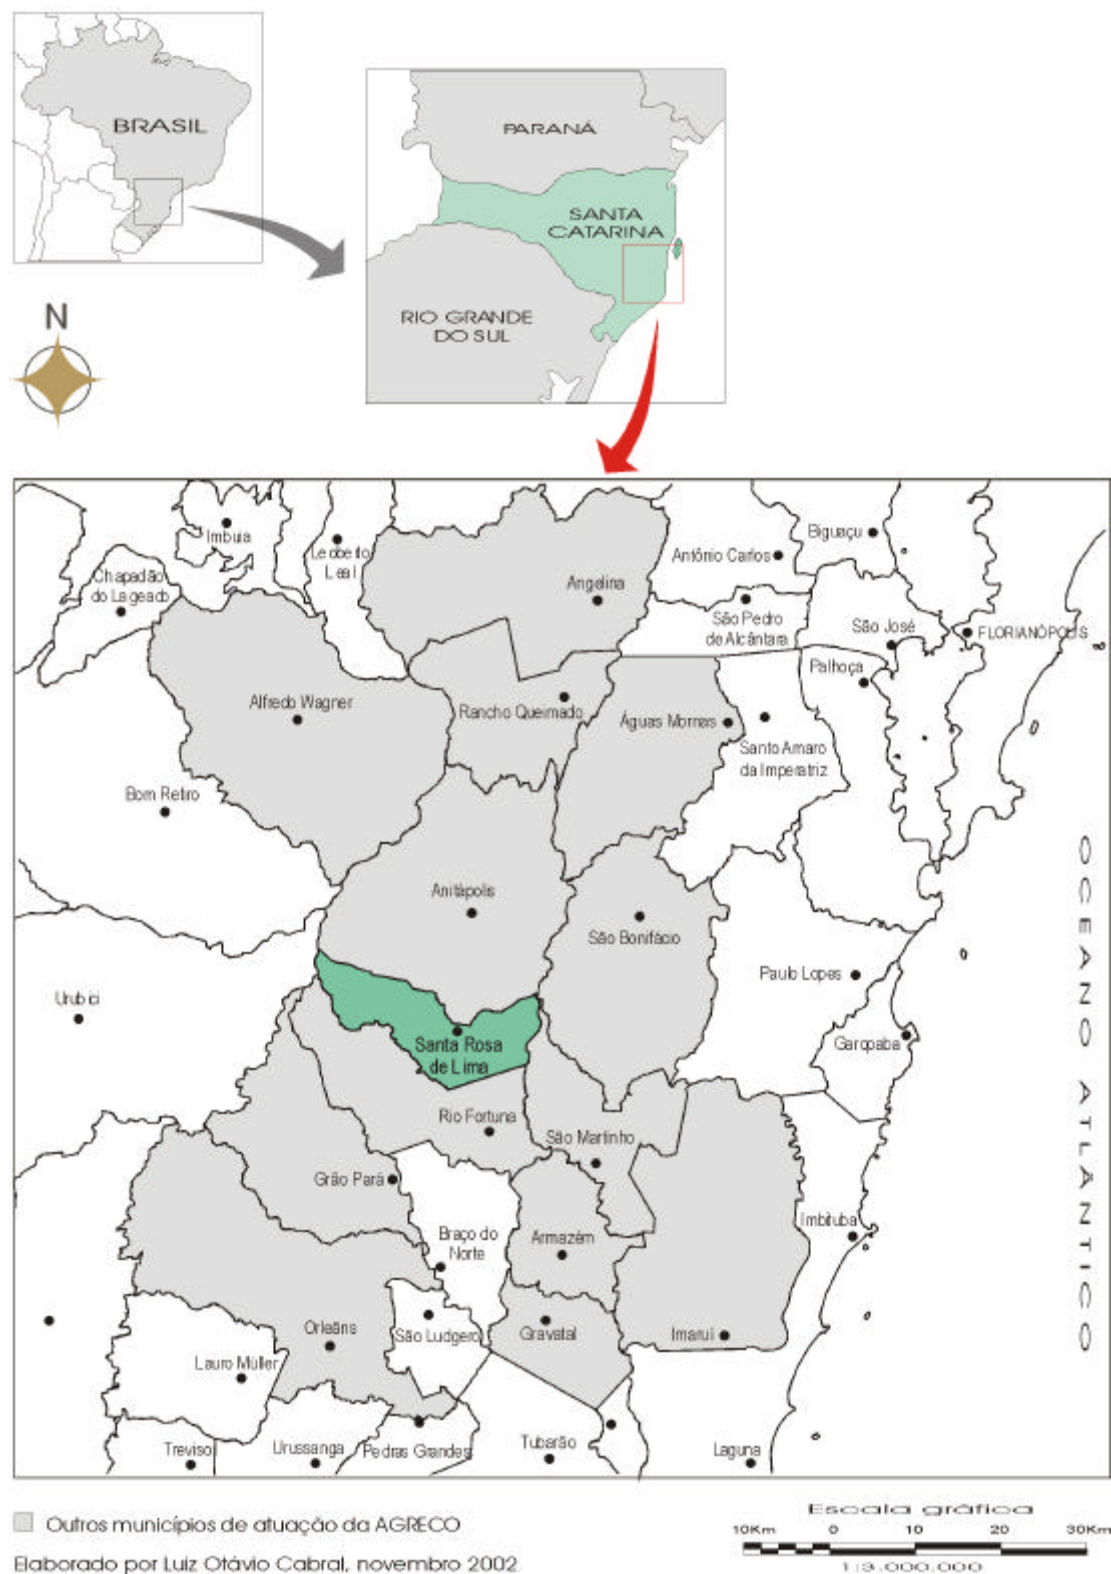 BRASIL
PARANÁ
SANTA
CATARINA
RIO GRANDE
DO SUL
N
Imbuia
Leoberto
Leal
Chapadão
do Lageado
Angelina
Antônio Carlos
Biguaçu
São Pedro
de Alcântara
São José
FLORIANÓPOLIS
Palhoça
Alfredo Wagner
Rancho Queimado
Águas Mornas
Santo Amaro
da Imperatriz
Bom Retiro
Anitápolis
São Bonifácio
Paulo Lopes
Urubici
Garopaba
Santa Rosa
de Lima
Rio Fortuna
São Martinho
Grão Pará
Braço do
Norte
Armazém
Imbituba
Orleãns
São Ludgero
Gravatal
Imaruí
Lauro Müller
Treviso
Urussanga
Pedras Grandes
Tubarão
Laguna
OCEANO ATLÂNTICO
Outros municípios de atuação da AGRECO
Elaborado por Luiz Otávio Cabral, novembro 2002
Escala gráfica
10Km 0 10 20 30Km
1:3.000.000